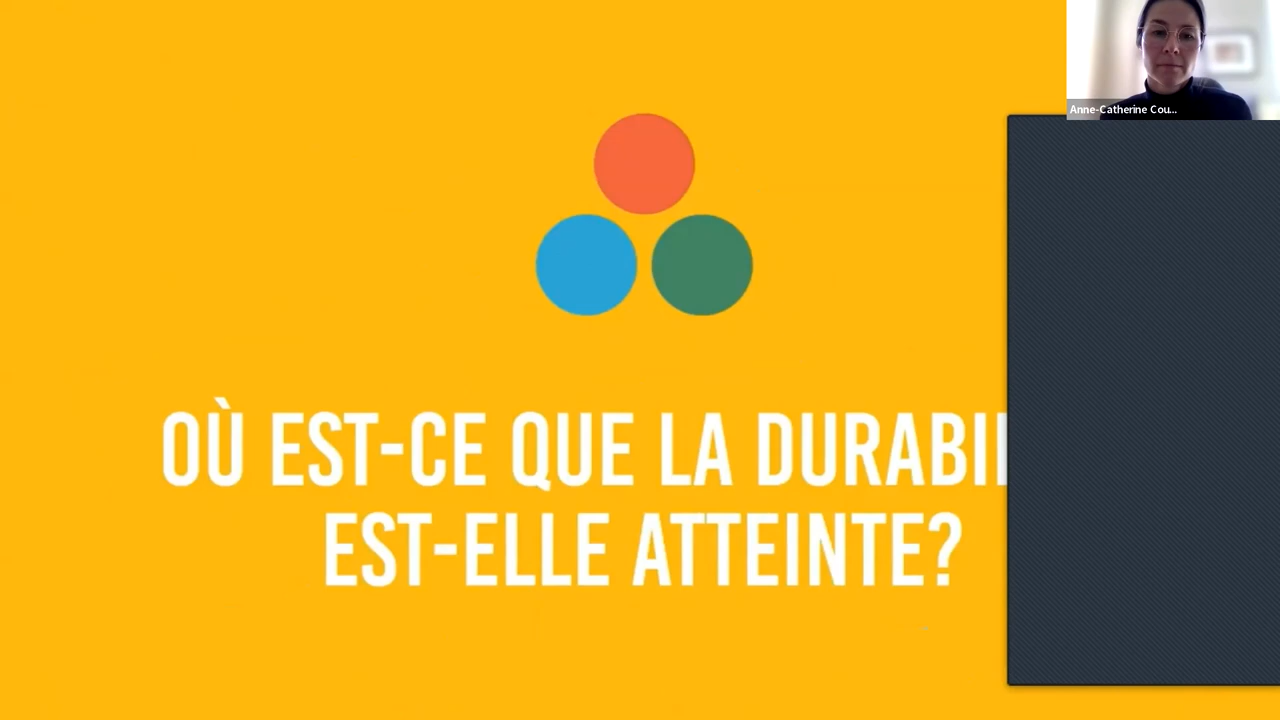 Anne-Catherine Cou...
OÙ EST-CE QUE LA DURABI
EST-ELLE ATTEINTE?